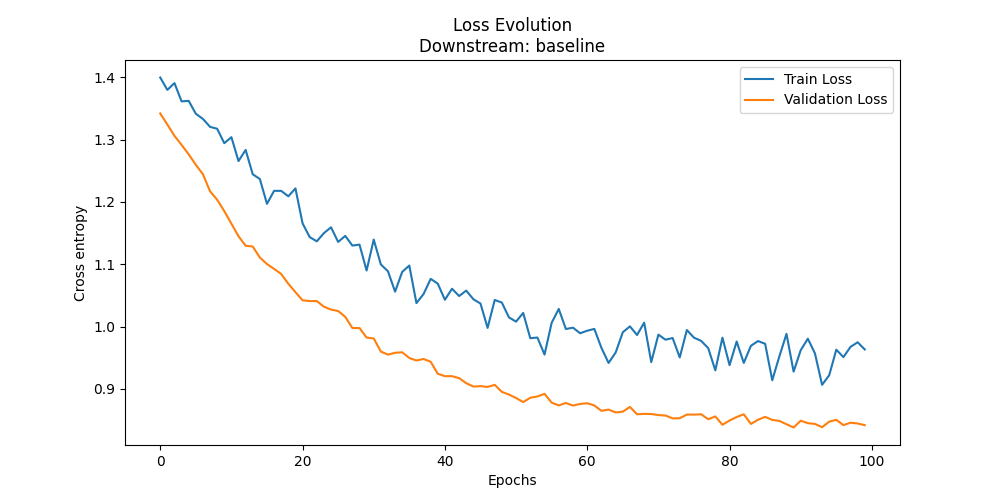 Loss Evolution
Downstream: baseline
Train Loss
Validation Loss
1.4
1.3
1.2
1.1
1.0
0.9
Cross entropy
0
20
40
60
80
100
Epochs